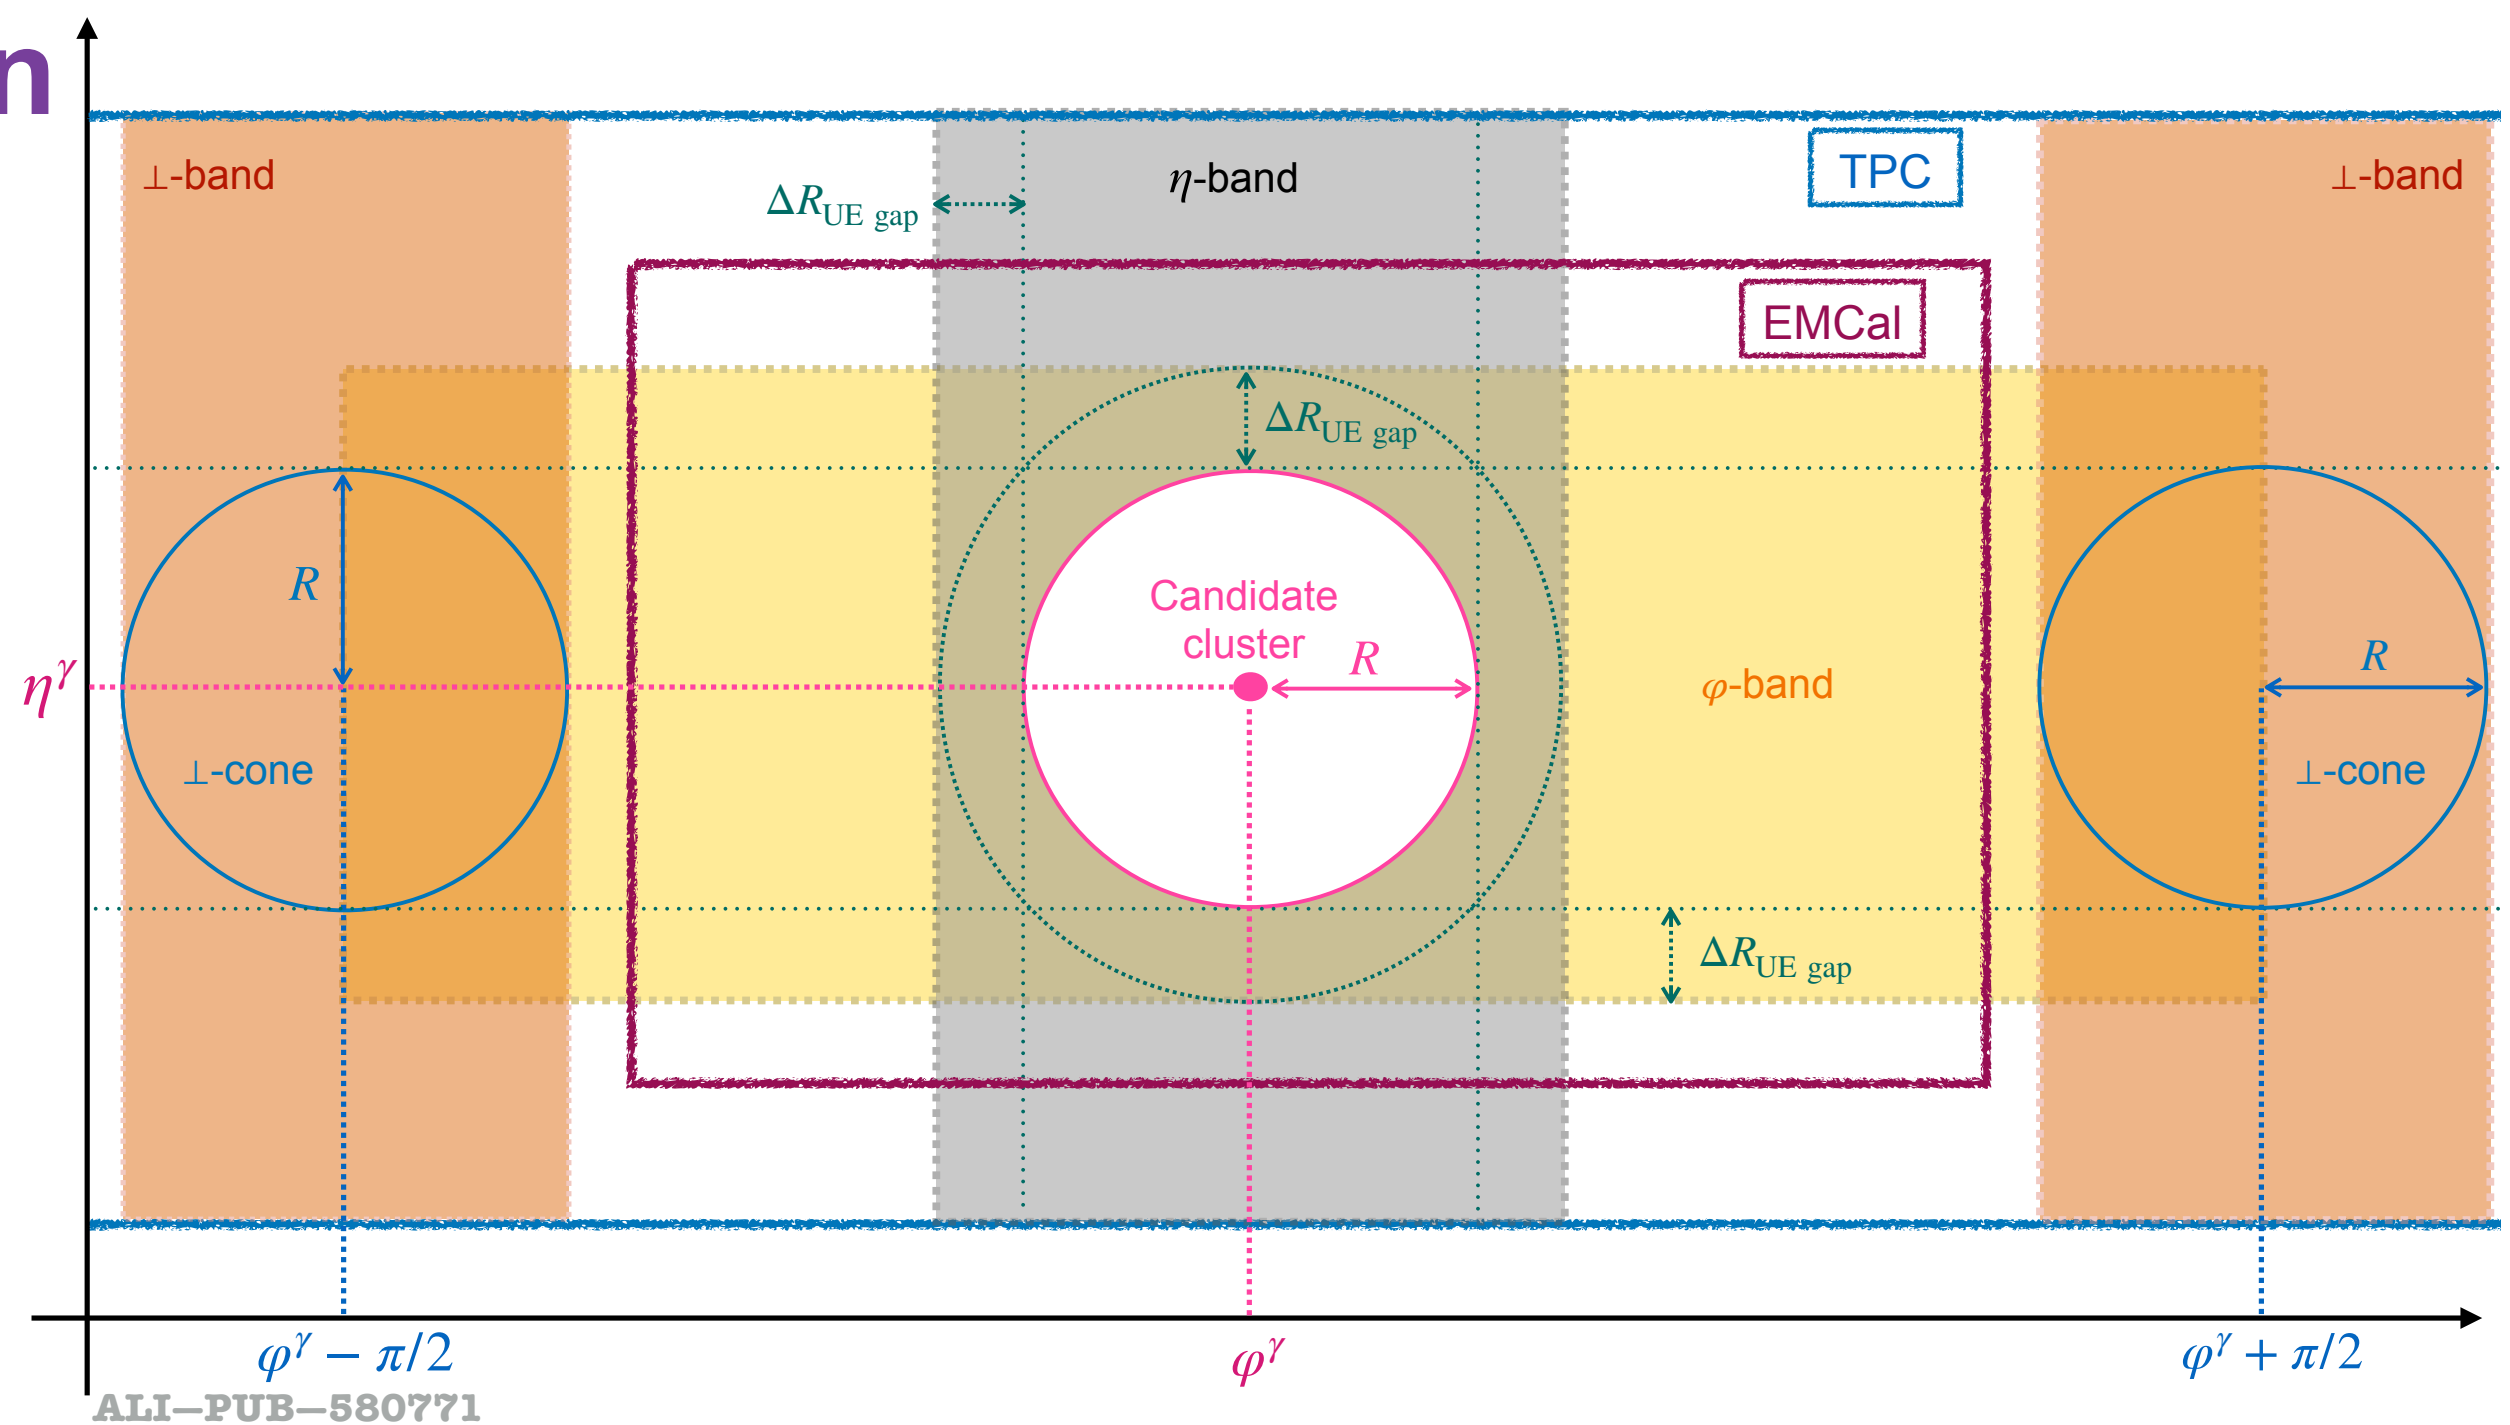 n
⊥-band
η-band
TPC
⊥-band
ΔR_UE gap
EMCal
ΔR_UE gap
R
Candidate
cluster
R
R
η^γ
φ-band
⊥-cone
⊥-cone
ΔR_UE gap
φ^γ − π/2
φ^γ
φ^γ + π/2
ALI–PUB–580771